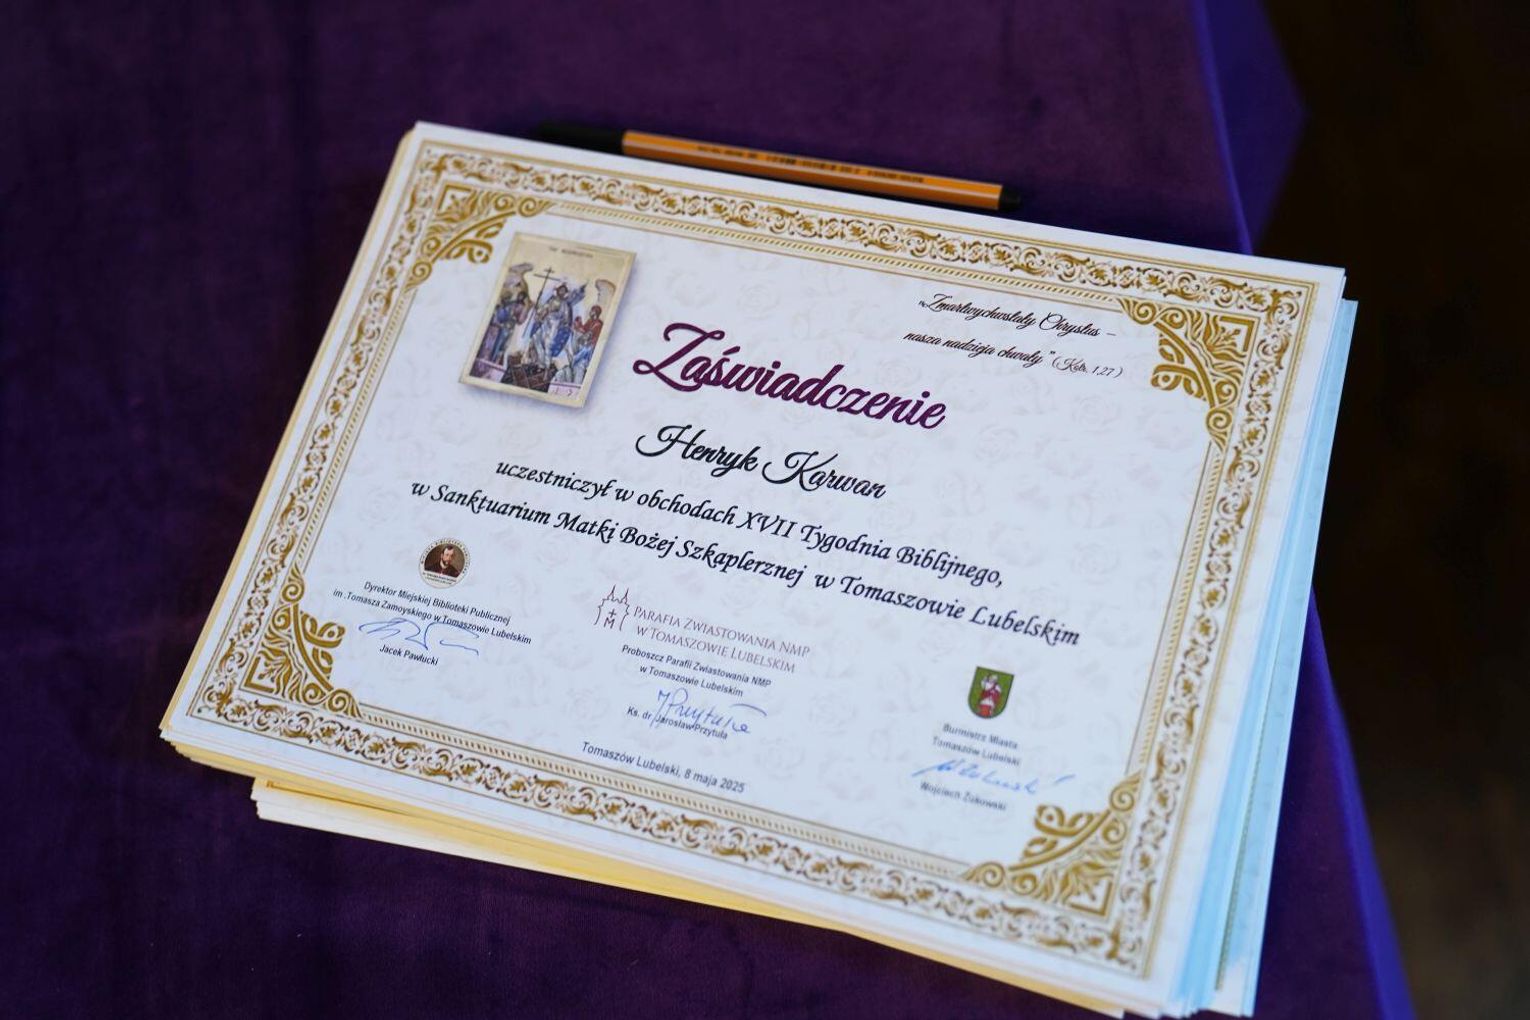 "Zmartwychwstały Chrystus –
nasza nadzieja chwały" (Kol. 1,27)
Zaświadczenie
Henryk Karwan
uczestniczył w obchodach XVII Tygodnia Biblijnego,
w Sanktuarium Matki Bożej Szkaplerznej w Tomaszowie Lubelskim
Dyrektor Miejskiej Biblioteki Publicznej
im .Tomasza Zamoyskiego w Tomaszowie Lubelskim
Jacek Pawłucki
PARAFIA ZWIASTOWANIA NMP
W TOMASZOWIE LUBELSKIM
Proboszcz Parafii Zwiastowania NMP
w Tomaszowie Lubelskim
J Przytuła
Ks. dr Jarosław Przytuła
Burmistrz Miasta
Tomaszów Lubelski
Wojciech Żukowski
Tomaszów Lubelski, 8 maja 2025